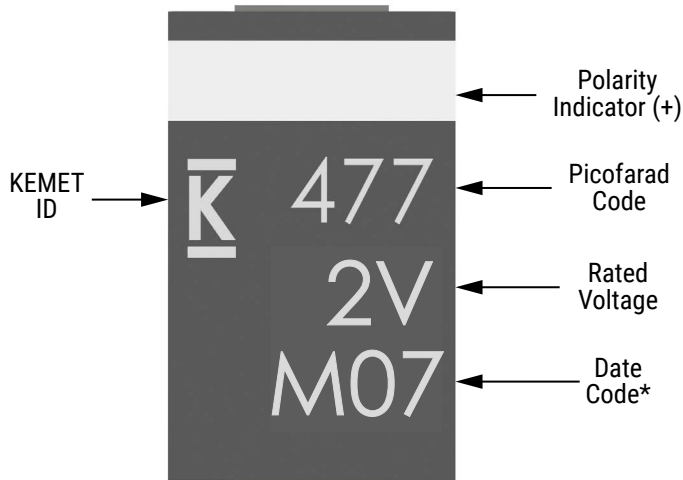 Polarity
Indicator (+)
KEMET
ID
K
477
Picofarad
Code
2V
Rated
Voltage
M07
Date
Code*